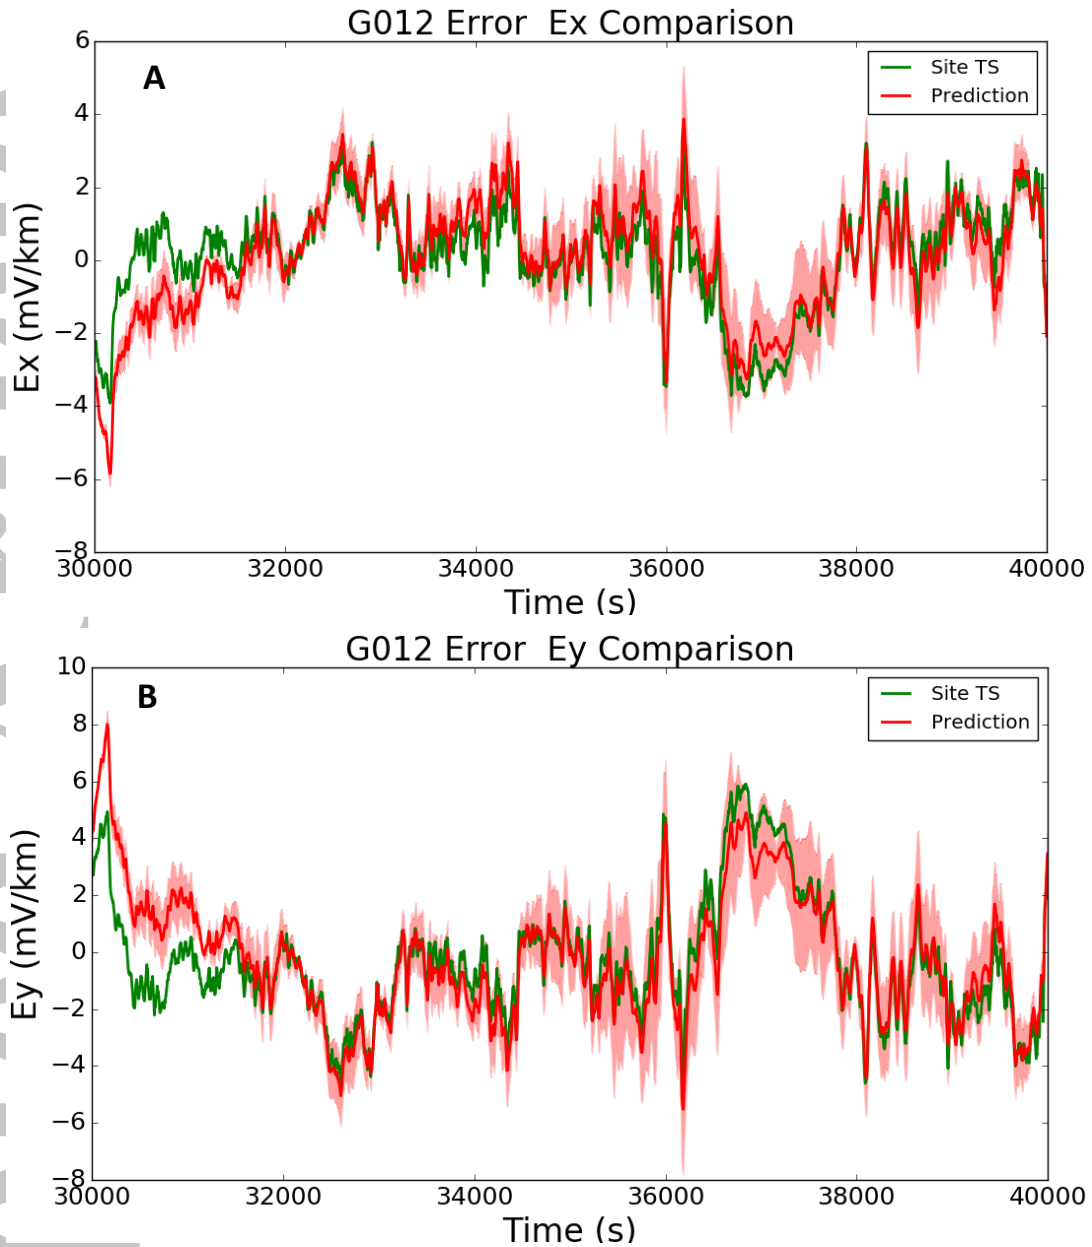 G012 Error  Ex Comparison
A
Site TS
Prediction
6
4
2
0
−2
−4
−6
−8
Ex (mV/km)
30000 32000 34000 36000 38000 40000
Time (s)
G012 Error  Ey Comparison
B
Site TS
Prediction
10
8
6
4
2
0
−2
−4
−6
−8
Ey (mV/km)
30000 32000 34000 36000 38000 40000
Time (s)